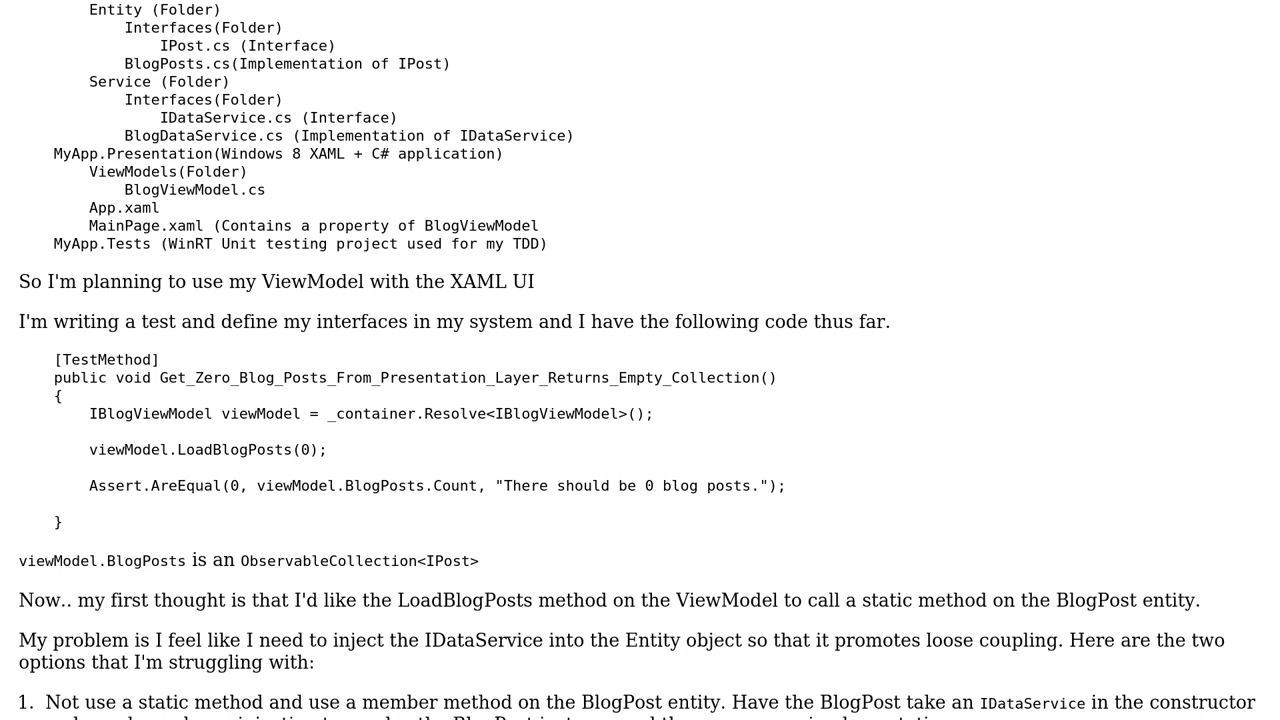 Entity (Folder)
Interfaces(Folder)
IPost.cs (Interface)
BlogPosts.cs(Implementation of IPost)
Service (Folder)
Interfaces(Folder)
IDataService.cs (Interface)
BlogDataService.cs (Implementation of IDataService)
MyApp.Presentation(Windows 8 XAML + C# application)
ViewModels(Folder)
BlogViewModel.cs
App.xaml
MainPage.xaml (Contains a property of BlogViewModel
MyApp.Tests (WinRT Unit testing project used for my TDD)
So I'm planning to use my ViewModel with the XAML UI
I'm writing a test and define my interfaces in my system and I have the following code thus far.
[TestMethod]
public void Get_Zero_Blog_Posts_From_Presentation_Layer_Returns_Empty_Collection()
{
IBlogViewModel viewModel = _container.Resolve<IBlogViewModel>();
viewModel.LoadBlogPosts(0);
Assert.AreEqual(0, viewModel.BlogPosts.Count, "There should be 0 blog posts.");
}
viewModel.BlogPosts is an ObservableCollection<IPost>
Now.. my first thought is that I'd like the LoadBlogPosts method on the ViewModel to call a static method on the BlogPost entity.
My problem is I feel like I need to inject the IDataService into the Entity object so that it promotes loose coupling. Here are the two
options that I'm struggling with:
1. Not use a static method and use a member method on the BlogPost entity. Have the BlogPost take an IDataService in the constructor